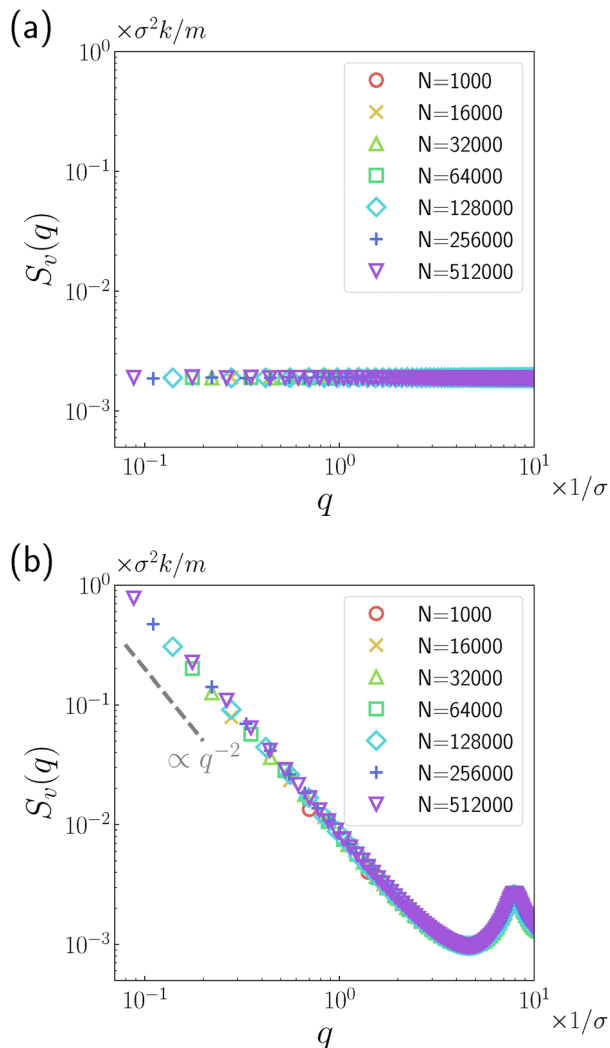 (a)
×σ²k/m
10⁰
10⁻¹
10⁻²
10⁻³
S_v(q)
N=1000
N=16000
N=32000
N=64000
N=128000
N=256000
N=512000
10⁻¹ 10⁰ 10¹
q
×1/σ
(b)
×σ²k/m
10⁰
10⁻¹
10⁻²
10⁻³
S_v(q)
N=1000
N=16000
N=32000
N=64000
N=128000
N=256000
N=512000
∝ q⁻²
10⁻¹ 10⁰ 10¹
q
×1/σ